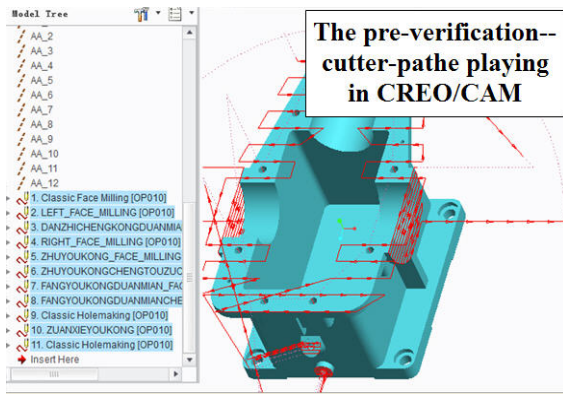 Model Tree
The pre-verification--
cutter-pathe playing
in CREO/CAM
AA_2
AA_3
AA_4
AA_5
AA_6
AA_7
AA_8
AA_9
AA_10
AA_11
AA_12
1. Classic Face Milling [OP010]
2. LEFT_FACE_MILLING [OP010]
3. DANZHICHENGKONGDUANMIA
4. RIGHT_FACE_MILLING [OP010]
5. ZHUYOUKONG_FACE_MILLING
6. ZHUYOUKONGCHENGTOUZUC
7. FANGYOUKONGDUANMIAN_FAC
8. FANGYOUKONGDUANMIANCHE
9. Classic Holemaking [OP010]
10. ZUANXIEYOUKONG [OP010]
11. Classic Holemaking [OP010]
Insert Here